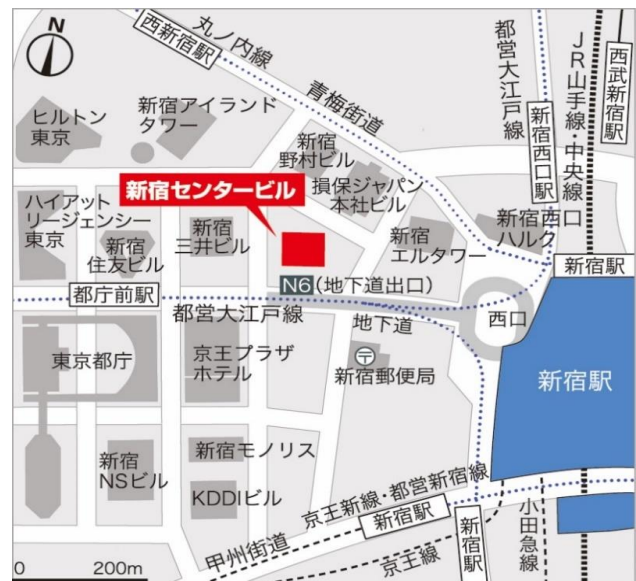 N
丸ノ内線
西新宿駅
青梅街道
都営大江戸線
新宿西口駅
JR山手線・中央線
西武新宿駅
ヒルトン
東京
新宿アイランド
タワー
新宿
野村ビル
損保ジャパン
本社ビル
新宿センタービル
ハイアット
リージェンシー
東京
新宿
住友ビル
新宿
三井ビル
新宿
エルタワー
新宿西口
ハルク
新宿駅
N6(地下道出口)
都庁前駅
都営大江戸線
地下道
西口
東京都庁
京王プラザ
ホテル
〒
新宿郵便局
新宿駅
新宿
NSビル
新宿モノリス
KDDIビル
京王新線・都営新宿線
新宿駅
甲州街道
京王線
新宿駅
小田急線
0 200m